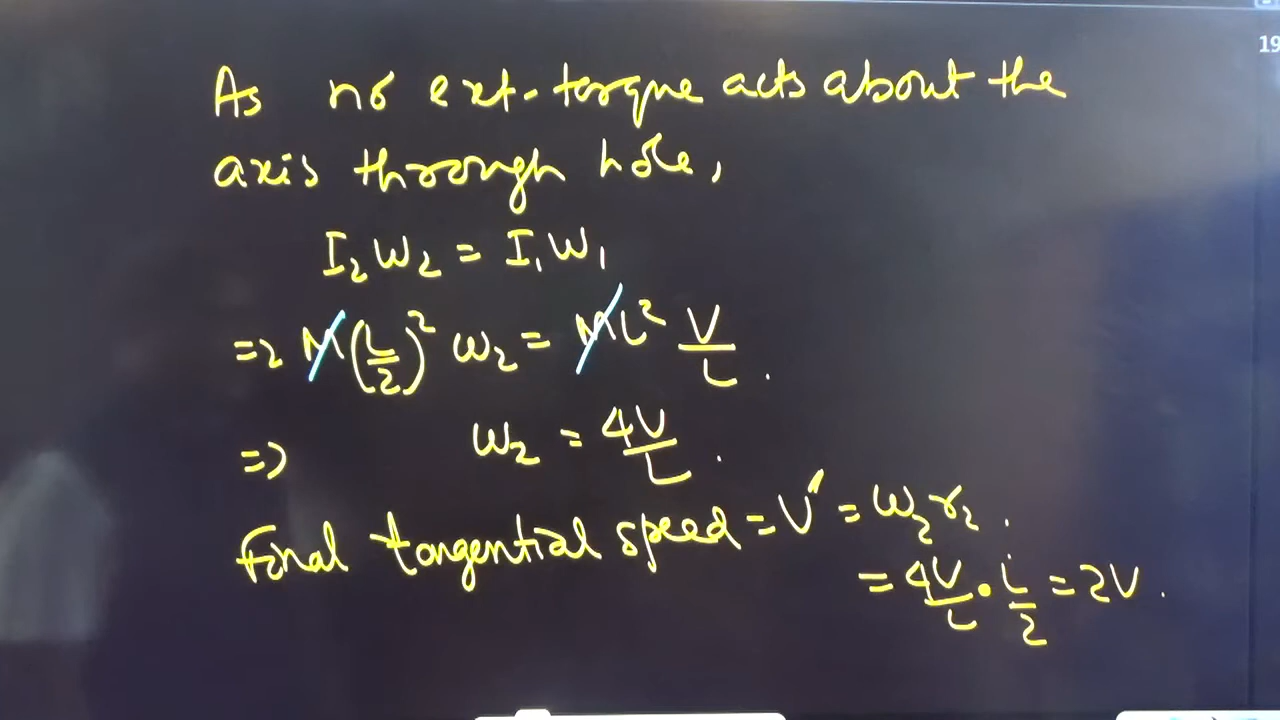 19
As no ext. torque acts about the
axis through hole,
I₂ω₂ = I₁ω₁
=> M(L/2)² ω₂ = ML² V/L .
=> ω₂ = 4V/L .
Final tangential speed = V' = ω₂r₂ .
= 4V/L · L/2 = 2V .